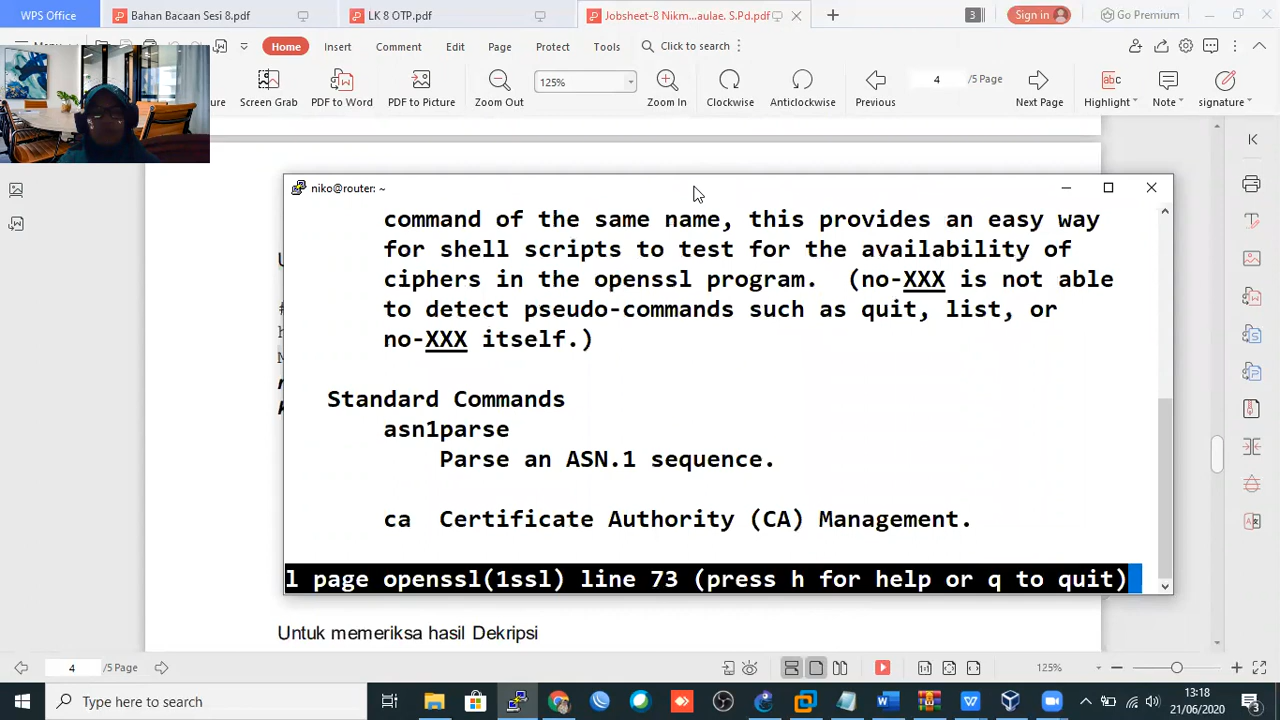 WPS Office
Bahan Bacaan Sesi 8.pdf
LK 8 OTP.pdf
Jobsheet-8 Nikm... aulae. S.Pd.pdf
3
Sign in
Go Premium
Home
Insert
Comment
Edit
Page
Protect
Tools
Click to search
Screen Grab
PDF to Word
PDF to Picture
Zoom Out
125%
Zoom In
Clockwise
Anticlockwise
Previous
4
/5 Page
Next Page
Highlight
Note
signature
niko@router: ~
command of the same name, this provides an easy way
for shell scripts to test for the availability of
ciphers in the openssl program. (no-XXX is not able
to detect pseudo-commands such as quit, list, or
no-XXX itself.)
Standard Commands
asn1parse
Parse an ASN.1 sequence.
ca Certificate Authority (CA) Management.
l page openssl(1ssl) line 73 (press h for help or q to quit)
Untuk memeriksa hasil Dekripsi
4
/5 Page
125%
Type here to search
13:18
21/06/2020